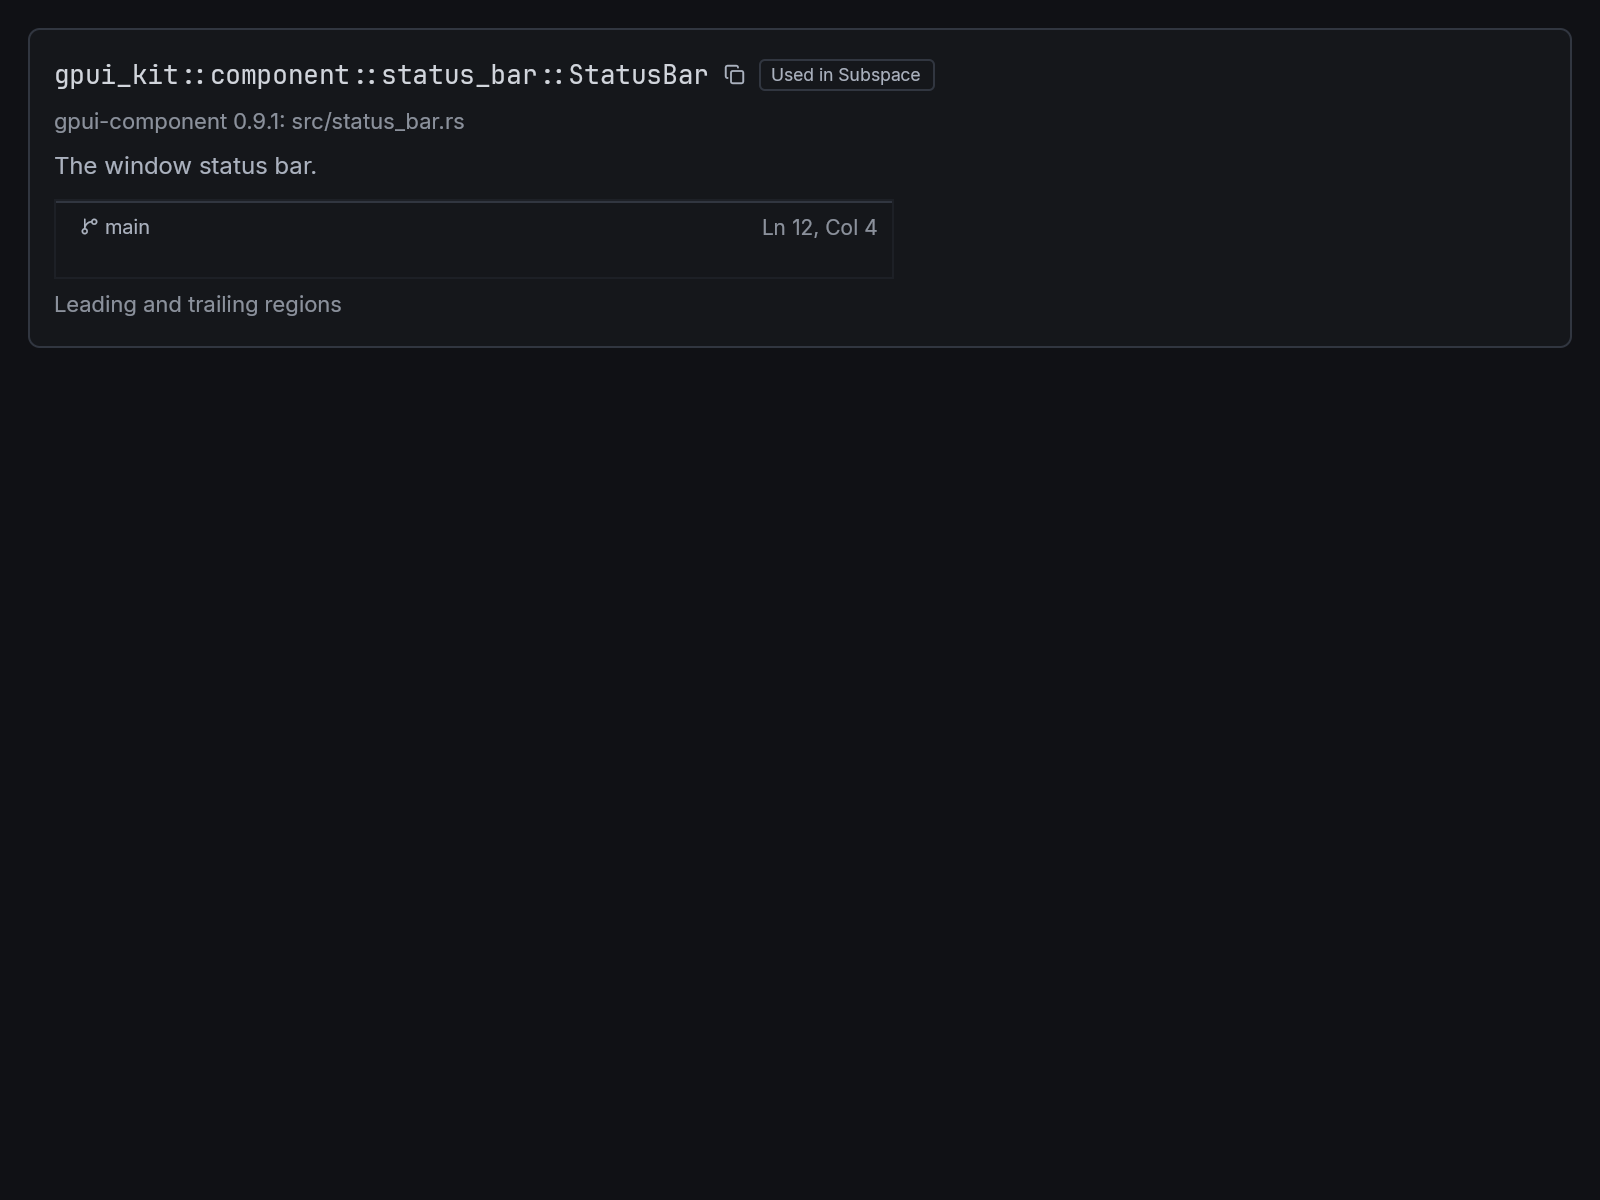 gpui_kit::component::status_bar::StatusBar Used in Subspace
gpui-component 0.9.1: src/status_bar.rs
The window status bar.
main Ln 12, Col 4
Leading and trailing regions